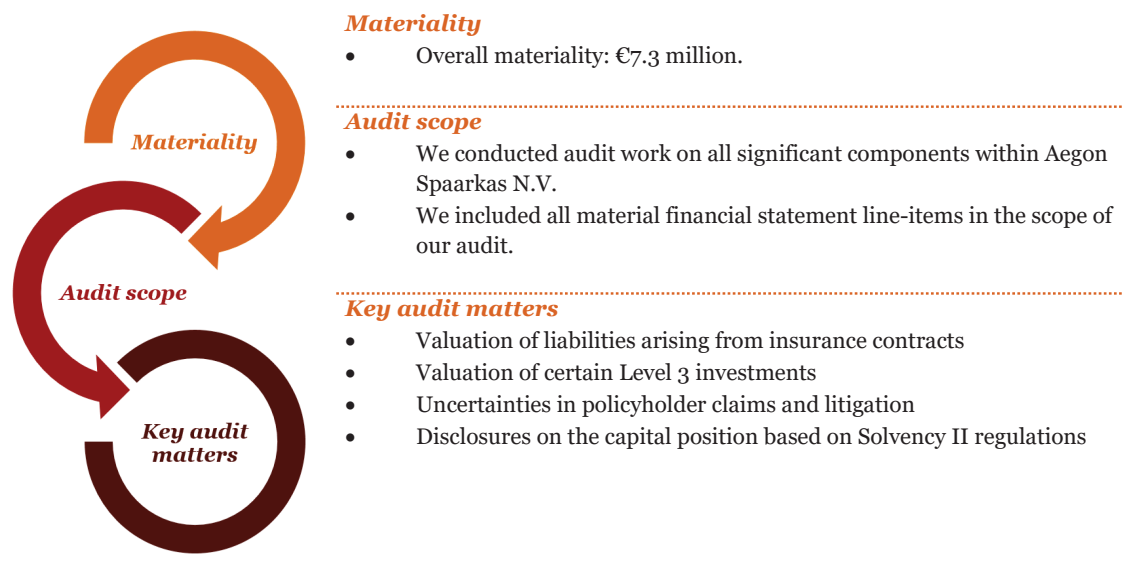 Materiality
• Overall materiality: €7.3 million.
Materiality
Audit scope
• We conducted audit work on all significant components within Aegon
Spaarkas N.V.
• We included all material financial statement line-items in the scope of
our audit.
Audit scope
Key audit matters
• Valuation of liabilities arising from insurance contracts
• Valuation of certain Level 3 investments
• Uncertainties in policyholder claims and litigation
• Disclosures on the capital position based on Solvency II regulations
Key audit
matters